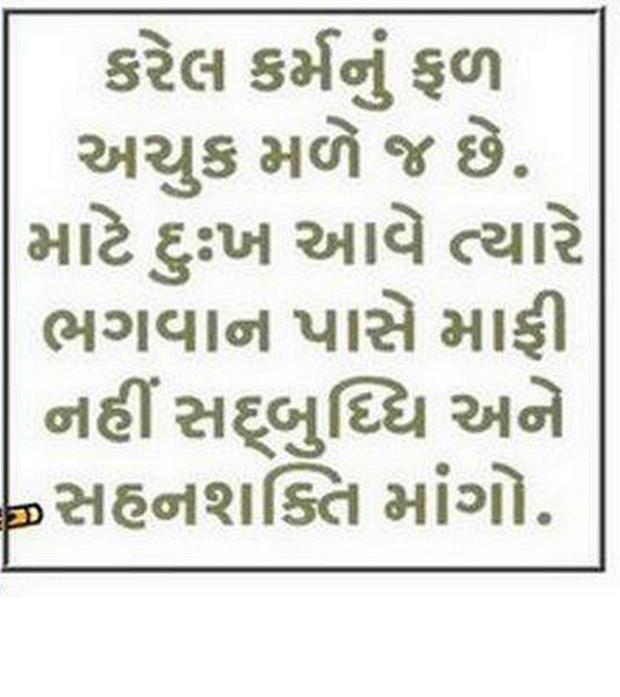 કરેલ કર્મનું ફળ
અચુક મળે જ છે.
માટે દુઃખ આવે ત્યારે
ભગવાન પાસે માફી
નહીં સદ્બુધ્ધિ અને
સહનશક્તિ માંગો.